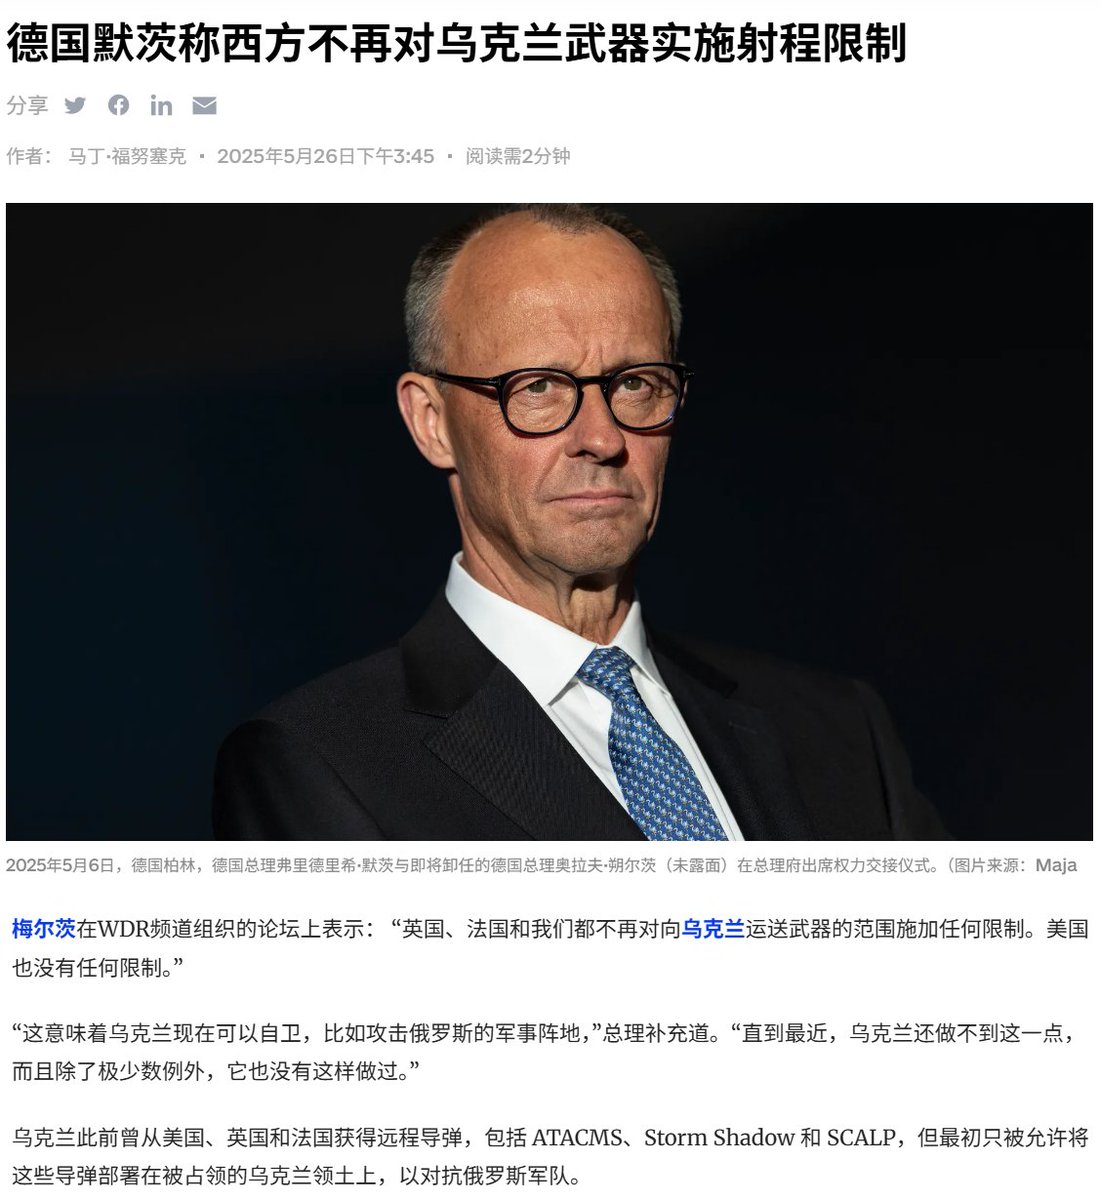 德国默茨称西方不再对乌克兰武器实施射程限制
分享
作者： 马丁·福努塞克 · 2025年5月26日下午3:45 · 阅读需2分钟
2025年5月6日，德国柏林，德国总理弗里德里希·默茨与即将卸任的德国总理奥拉夫·朔尔茨（未露面）在总理府出席权力交接仪式。（图片来源：Maja
梅尔茨在WDR频道组织的论坛上表示： “英国、法国和我们都不再对向乌克兰运送武器的范围施加任何限制。美国
也没有任何限制。”
“这意味着乌克兰现在可以自卫，比如攻击俄罗斯的军事阵地，”总理补充道。“直到最近，乌克兰还做不到这一点，
而且除了极少数例外，它也没有这样做过。”
乌克兰此前曾从美国、英国和法国获得远程导弹，包括 ATACMS、Storm Shadow 和 SCALP，但最初只被允许将
这些导弹部署在被占领的乌克兰领土上，以对抗俄罗斯军队。